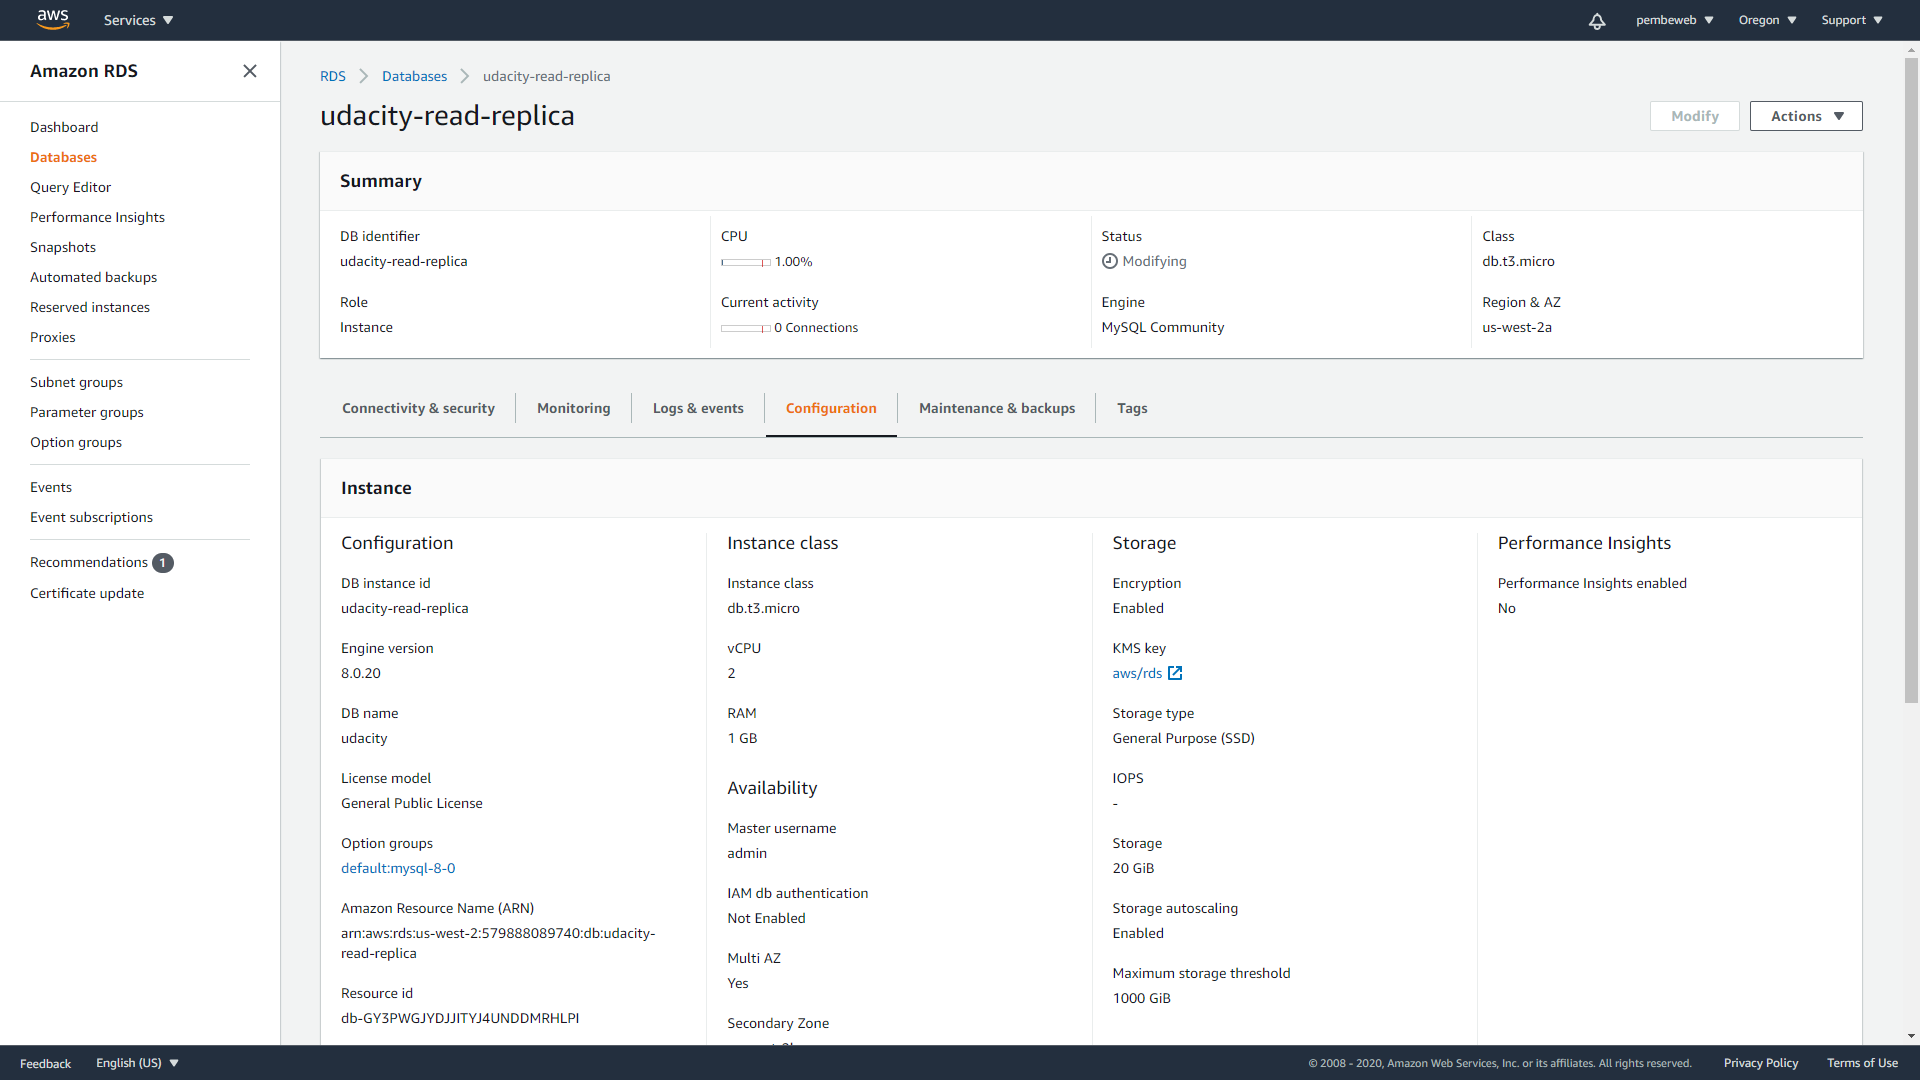 aws
Services
pembeweb
Oregon
Support
Amazon RDS
Dashboard
Databases
Query Editor
Performance Insights
Snapshots
Automated backups
Reserved instances
Proxies
Subnet groups
Parameter groups
Option groups
Events
Event subscriptions
Recommendations 1
Certificate update
RDS Databases udacity-read-replica
udacity-read-replica
Modify
Actions
Summary
DB identifier
udacity-read-replica
Role
Instance
CPU
1.00%
Current activity
0 Connections
Status
Modifying
Engine
MySQL Community
Class
db.t3.micro
Region & AZ
us-west-2a
Connectivity & security
Monitoring
Logs & events
Configuration
Maintenance & backups
Tags
Instance
Configuration
DB instance id
udacity-read-replica
Engine version
8.0.20
DB name
udacity
License model
General Public License
Option groups
default:mysql-8-0
Amazon Resource Name (ARN)
arn:aws:rds:us-west-2:579888089740:db:udacity-
read-replica
Resource id
db-GY3PWGJYDJJITYJ4UNDDMRHLPI
Instance class
Instance class
db.t3.micro
vCPU
2
RAM
1 GB
Availability
Master username
admin
IAM db authentication
Not Enabled
Multi AZ
Yes
Secondary Zone
Storage
Encryption
Enabled
KMS key
aws/rds
Storage type
General Purpose (SSD)
IOPS
-
Storage
20 GiB
Storage autoscaling
Enabled
Maximum storage threshold
1000 GiB
Performance Insights
Performance Insights enabled
No
Feedback
English (US)
© 2008 - 2020, Amazon Web Services, Inc. or its affiliates. All rights reserved.
Privacy Policy
Terms of Use